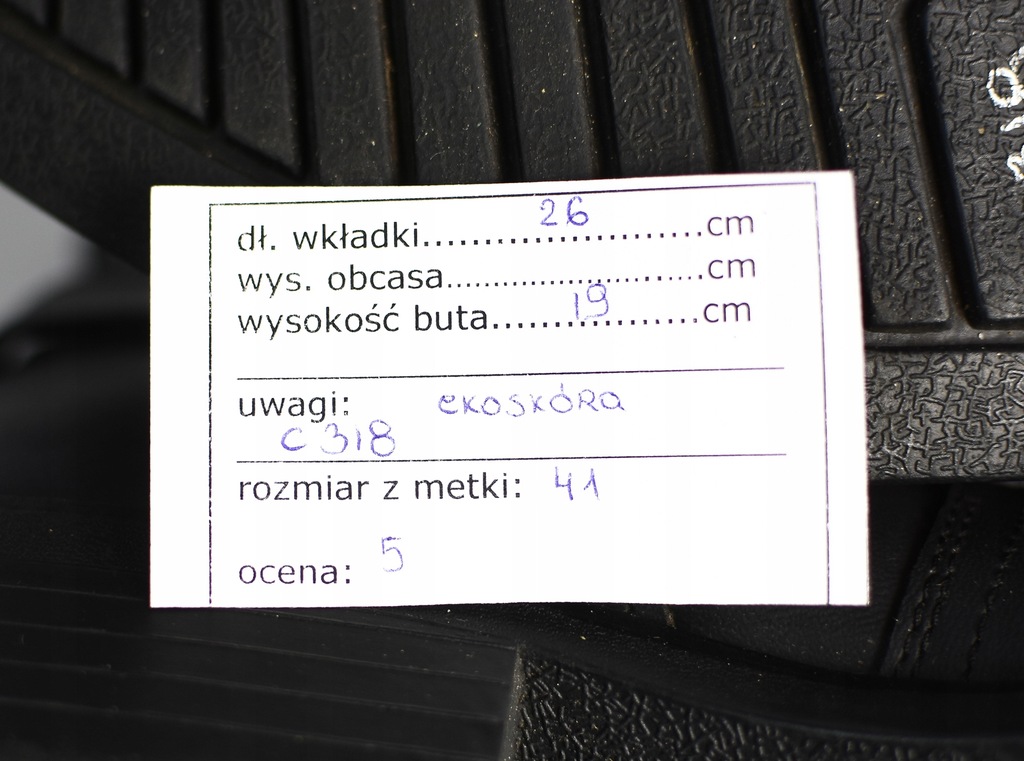 dł. wkładki.........26............cm
wys. obcasa.....................cm
wysokość buta.......19..........cm
uwagi: ekoskóra
C 318
rozmiar z metki: 41
ocena: 5